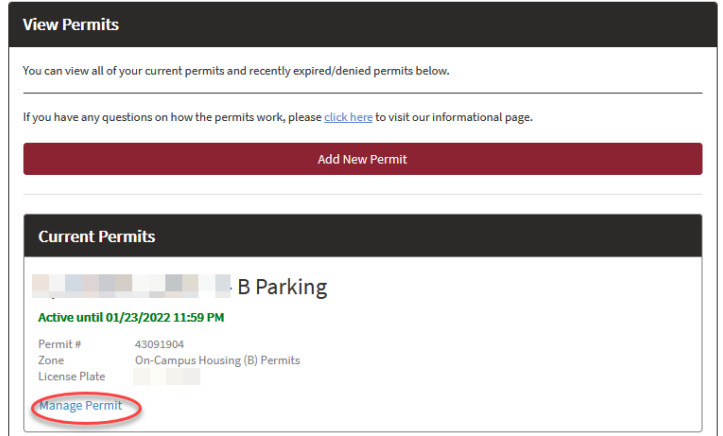 View Permits
You can view all of your current permits and recently expired/denied permits below.
If you have any questions on how the permits work, please click here to visit our informational page.
Add New Permit
Current Permits
- B Parking
Active until 01/23/2022 11:59 PM
Permit # 43091904
Zone On-Campus Housing (B) Permits
License Plate
Manage Permit